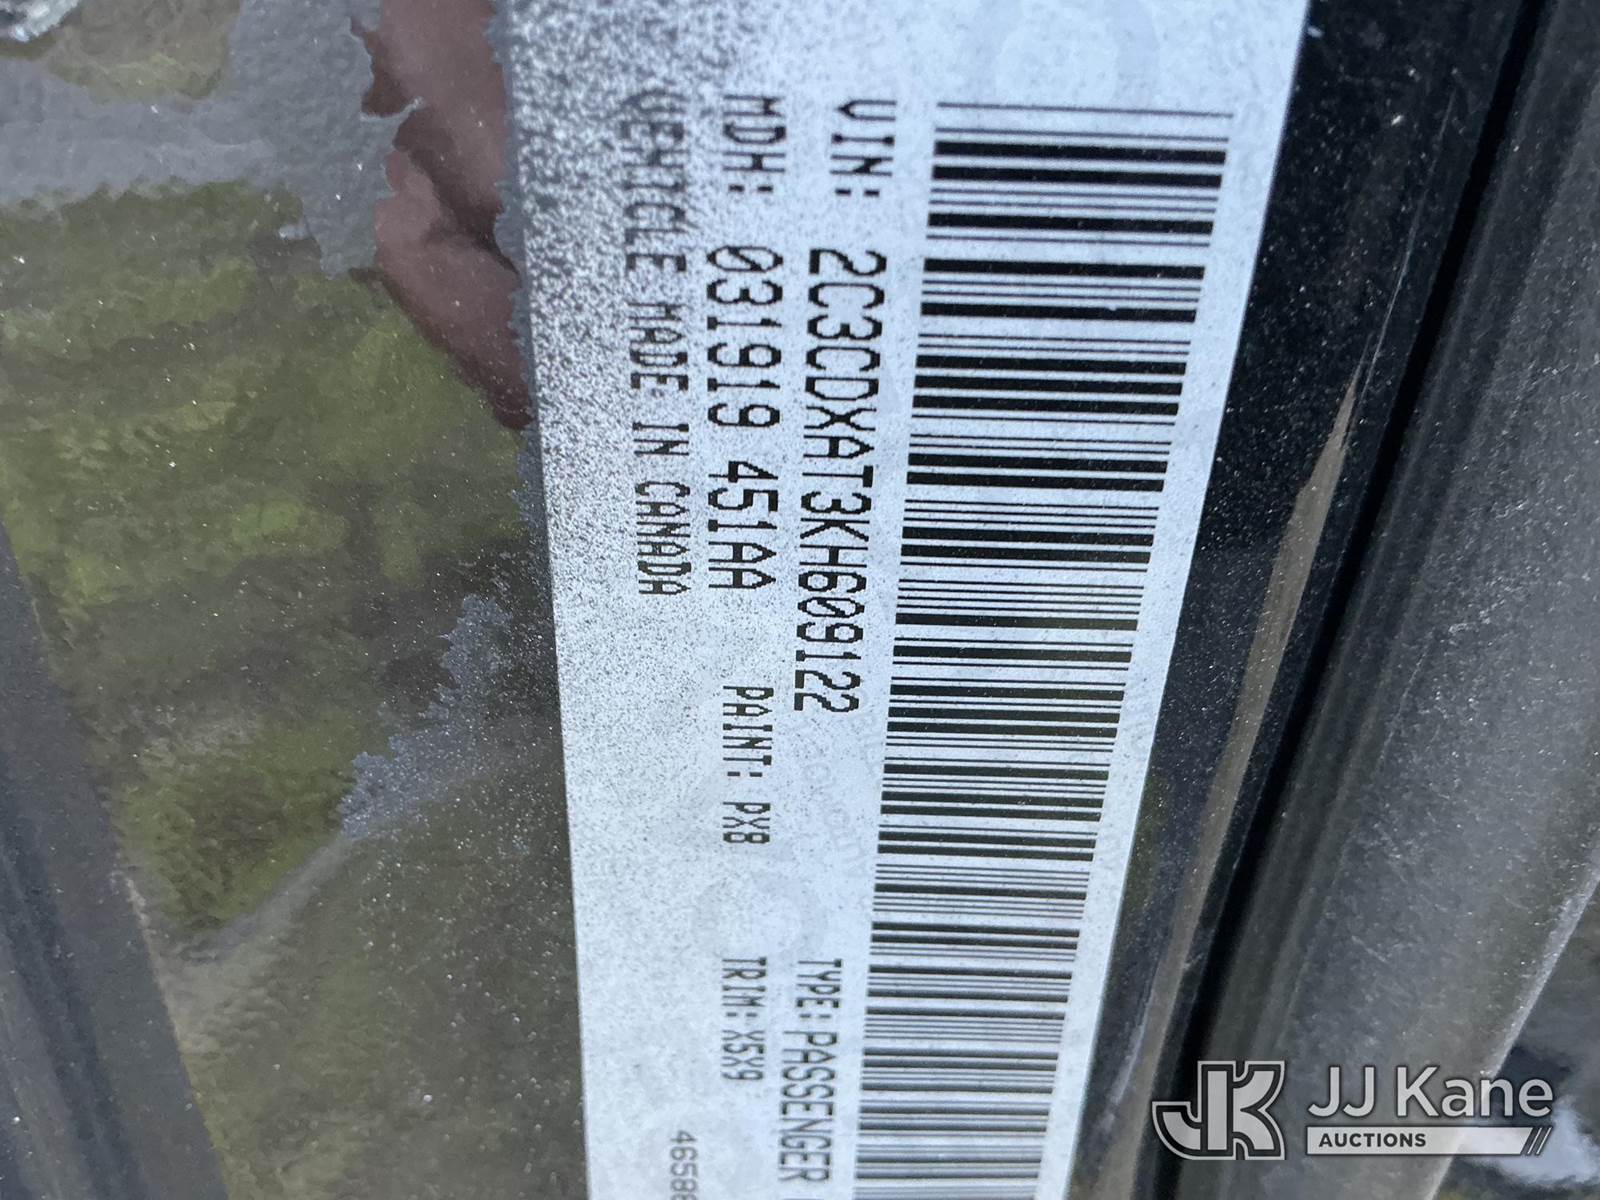 VIN: 2C3CDXAT3KH609122
TYPE: PASSENGER
MDH: 031919 451AA
PAINT: PX8
TRIM: X5X9
VEHICLE MADE IN CANADA
JJ Kane
AUCTIONS